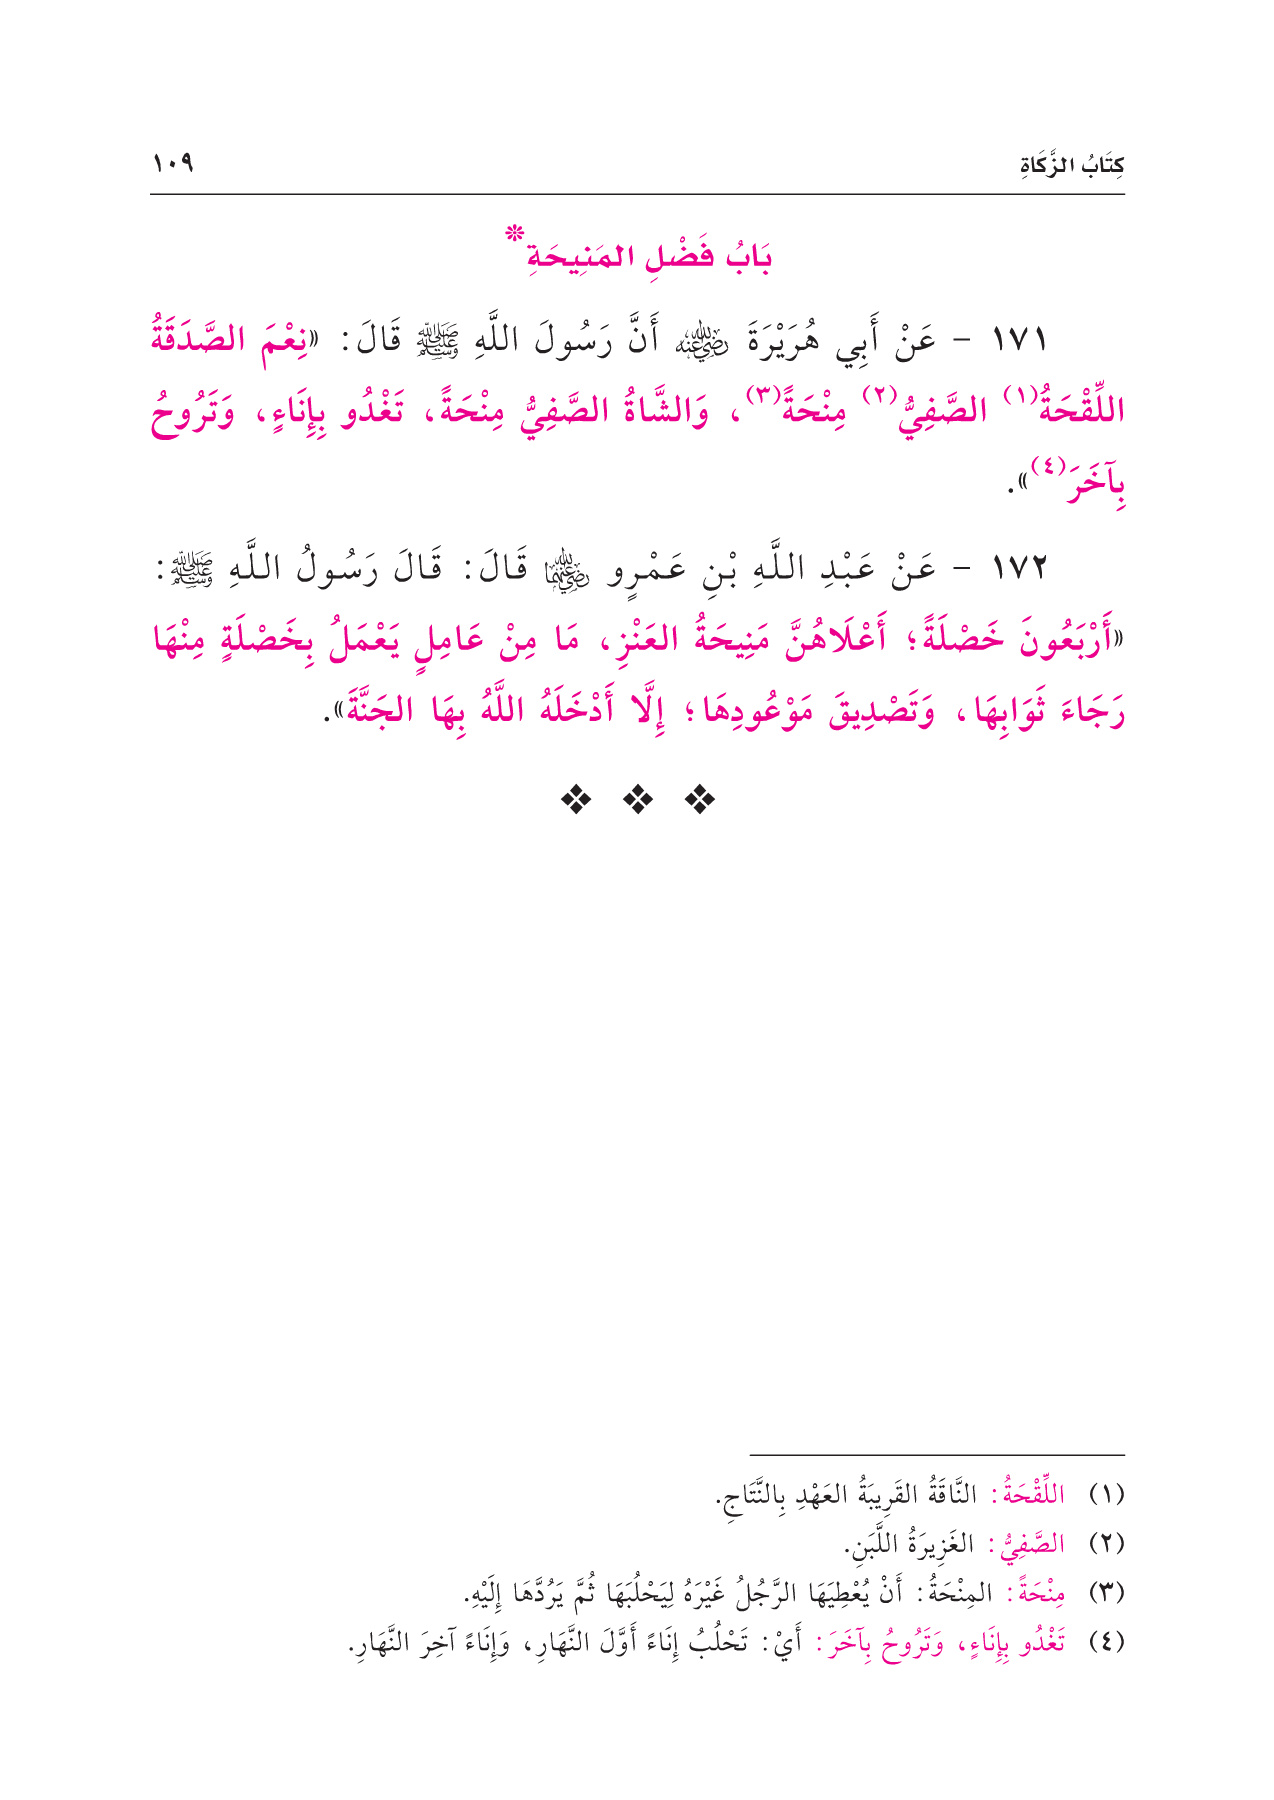 كِتَابُ الزَّكَاةِ ١٠٩
بَابُ فَضْلِ المَنِيحَةِ*
١٧١ - عَنْ أَبِي هُرَيْرَةَ رضي الله عنه أَنَّ رَسُولَ اللَّهِ ﷺ قَالَ: «نِعْمَ الصَّدَقَةُ
اللِّقْحَةُ(١) الصَّفِيُّ(٢) مِنْحَةً(٣)، وَالشَّاةُ الصَّفِيُّ مِنْحَةً، تَغْدُو بِإِنَاءٍ، وَتَرُوحُ
بِآخَرَ(٤)».
١٧٢ - عَنْ عَبْدِ اللَّهِ بْنِ عَمْرٍو رضي الله عنهما قَالَ: قَالَ رَسُولُ اللَّهِ ﷺ:
«أَرْبَعُونَ خَصْلَةً؛ أَعْلَاهُنَّ مَنِيحَةُ العَنْزِ، مَا مِنْ عَامِلٍ يَعْمَلُ بِخَصْلَةٍ مِنْهَا
رَجَاءَ ثَوَابِهَا، وَتَصْدِيقَ مَوْعُودِهَا؛ إِلَّا أَدْخَلَهُ اللَّهُ بِهَا الجَنَّةَ».
❖ ❖ ❖
(١) اللِّقْحَةُ: النَّاقَةُ القَرِيبَةُ العَهْدِ بِالنَّتَاجِ.
(٢) الصَّفِيُّ: الغَزِيرَةُ اللَّبَنِ.
(٣) مِنْحَةً: المِنْحَةُ: أَنْ يُعْطِيَهَا الرَّجُلُ غَيْرَهُ لِيَحْلُبَهَا ثُمَّ يَرُدَّهَا إِلَيْهِ.
(٤) تَغْدُو بِإِنَاءٍ، وَتَرُوحُ بِآخَرَ: أَيْ: تَحْلُبُ إِنَاءً أَوَّلَ النَّهَارِ، وَإِنَاءً آخِرَ النَّهَارِ.